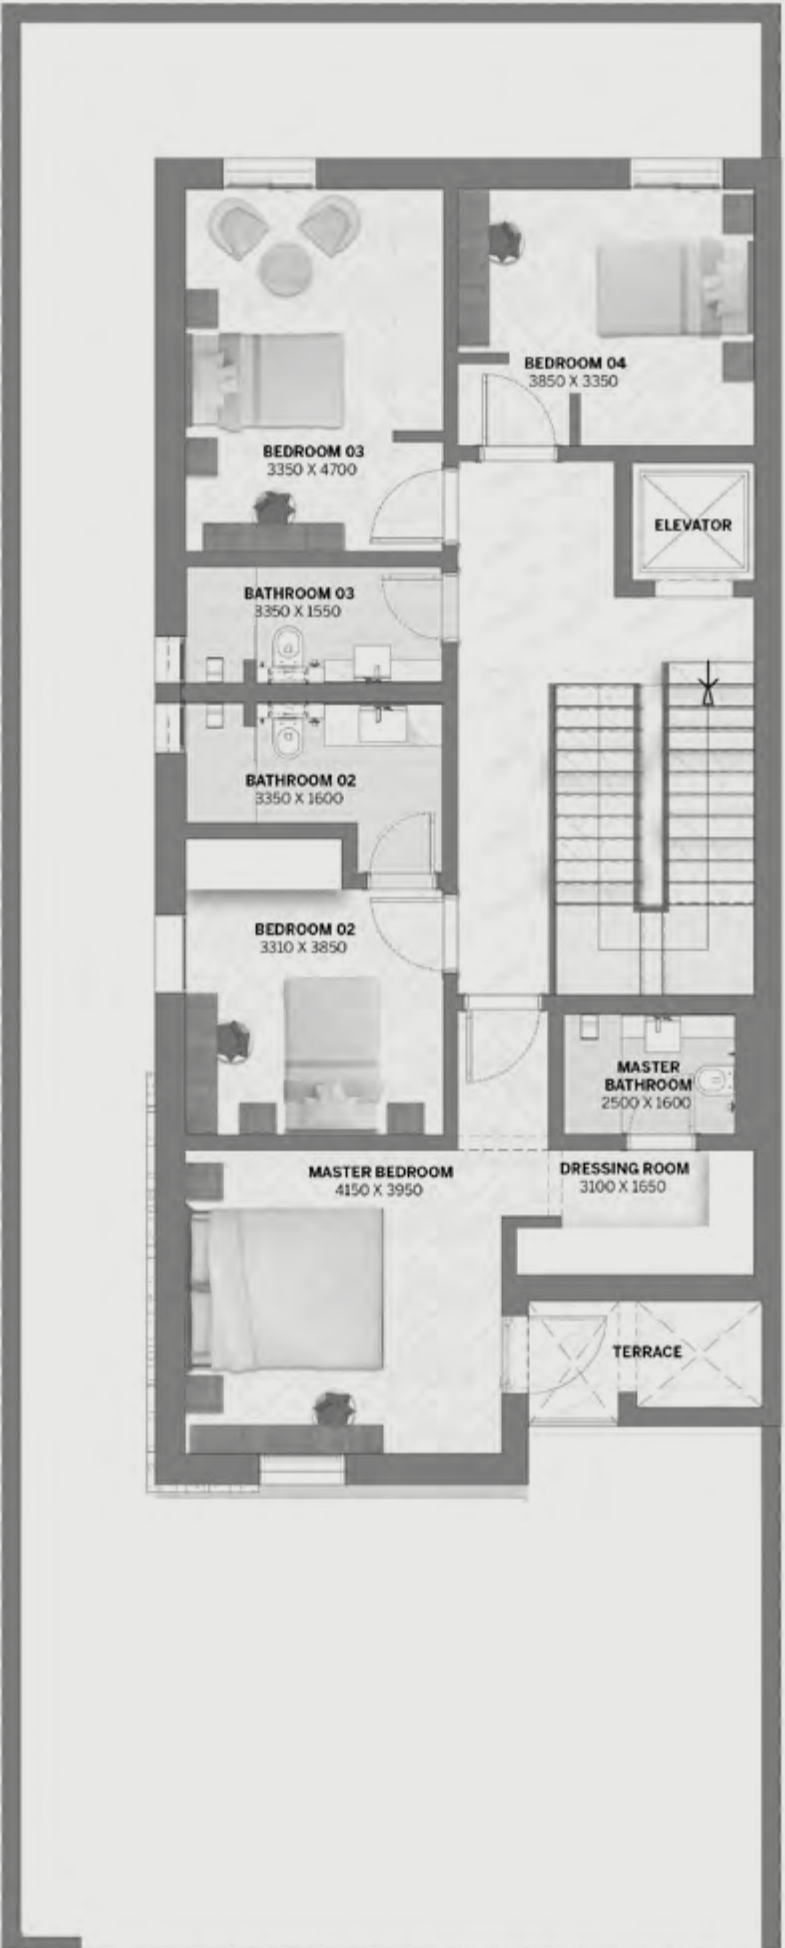 BEDROOM 04
3850 X 3350
BEDROOM 03
3350 X 4700
ELEVATOR
BATHROOM 03
3350 X 1550
BATHROOM 02
3350 X 1600
BEDROOM 02
3310 X 3850
MASTER
BATHROOM
2500 X 1600
MASTER BEDROOM
4150 X 3950
DRESSING ROOM
3100 X 1650
TERRACE